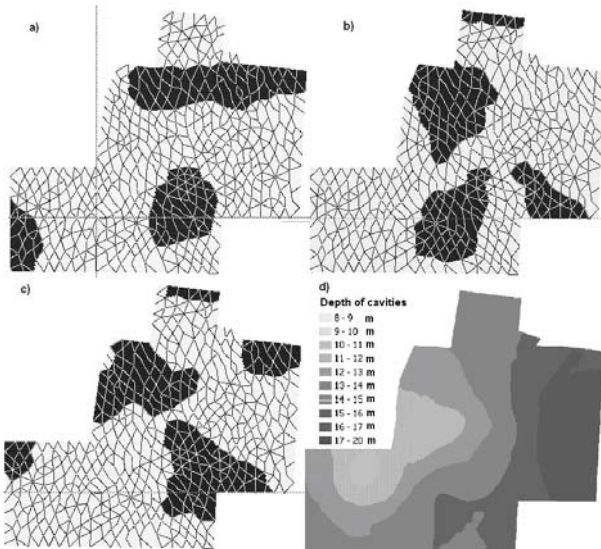 a)
b)
c)
d)
Depth of cavities
8 - 9 m
9 - 10 m
10 - 11 m
11 - 12 m
12 - 13 m
13 - 14 m
14 - 15 m
15 - 16 m
16 - 17 m
17 - 20 m